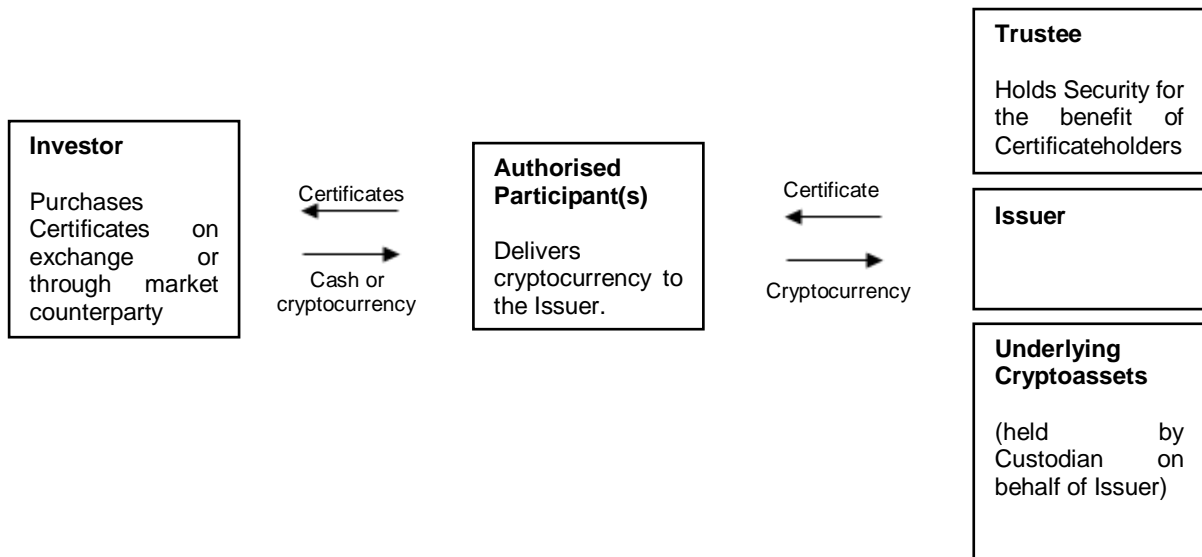 Investor
Purchases
Certificates on
exchange or
through market
counterparty
Certificates
Cash or
cryptocurrency
Authorised
Participant(s)
Delivers
cryptocurrency to
the Issuer.
Certificate
Cryptocurrency
Trustee
Holds Security for
the benefit of
Certificateholders
Issuer
Underlying
Cryptoassets
(held by
Custodian on
behalf of Issuer)